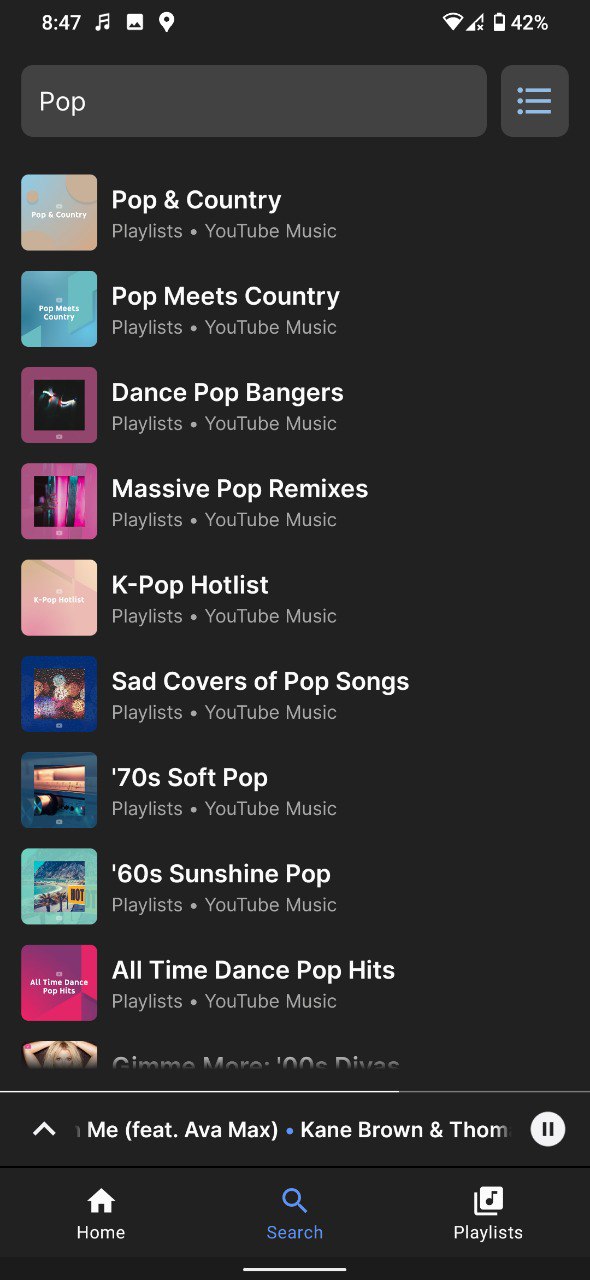 8:47
42%
Pop
Pop & Country
Pop & Country
Playlists • YouTube Music
Pop Meets
Country
Pop Meets Country
Playlists • YouTube Music
Dance Pop Bangers
Playlists • YouTube Music
Massive Pop Remixes
Playlists • YouTube Music
K-Pop Hotlist
K-Pop Hotlist
Playlists • YouTube Music
Sad Covers of Pop Songs
Playlists • YouTube Music
'70s Soft Pop
Playlists • YouTube Music
HOT
'60s Sunshine Pop
Playlists • YouTube Music
All Time Dance
Pop Hits
All Time Dance Pop Hits
Playlists • YouTube Music
Gimme More: '00s Divas
Me (feat. Ava Max) • Kane Brown & Thom
Home
Search
Playlists